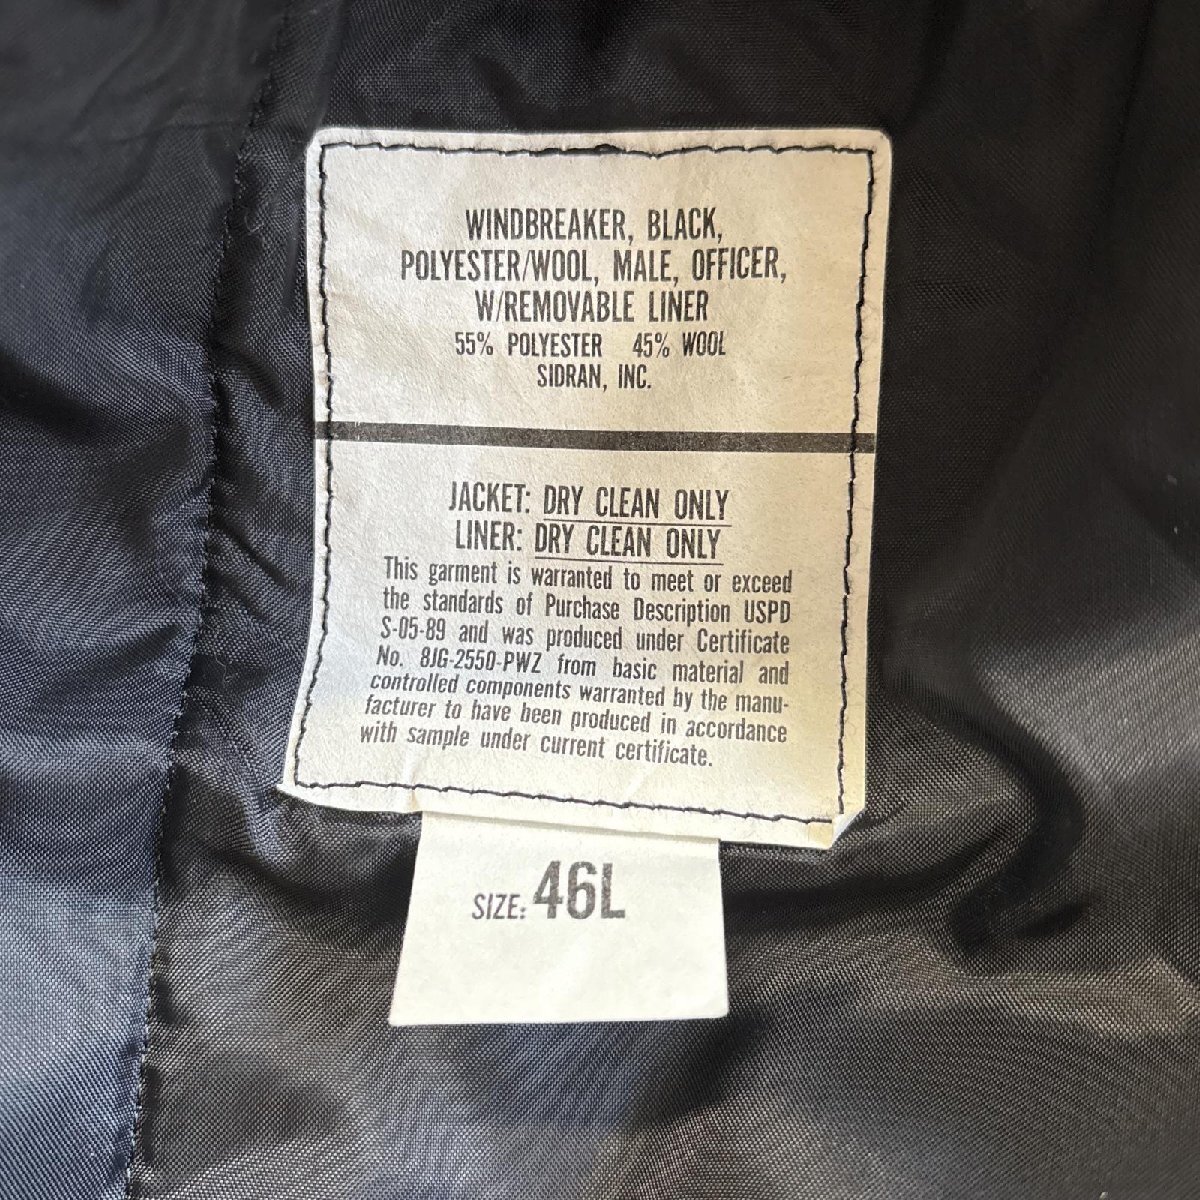 WINDBREAKER, BLACK,
POLYESTER/WOOL, MALE, OFFICER,
W/REMOVABLE LINER
55% POLYESTER 45% WOOL
SIDRAN, INC.
JACKET: DRY CLEAN ONLY
LINER: DRY CLEAN ONLY
This garment is warranted to meet or exceed
the standards of Purchase Description USPD
S-05-89 and was produced under Certificate
No. 8JG-2550-PWZ from basic material and
controlled components warranted by the manu-
facturer to have been produced in accordance
with sample under current certificate.
SIZE: 46L